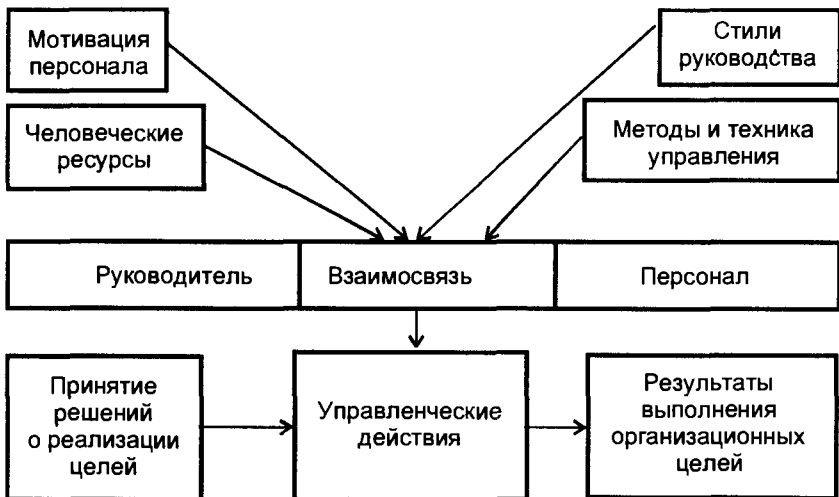 Мотивация
персонала
Стили
руководства
Человеческие
ресурсы
Методы и техника
управления
Руководитель
Взаимосвязь
Персонал
Принятие
решений
о реализации
целей
Управленческие
действия
Результаты
выполнения
организационных
целей